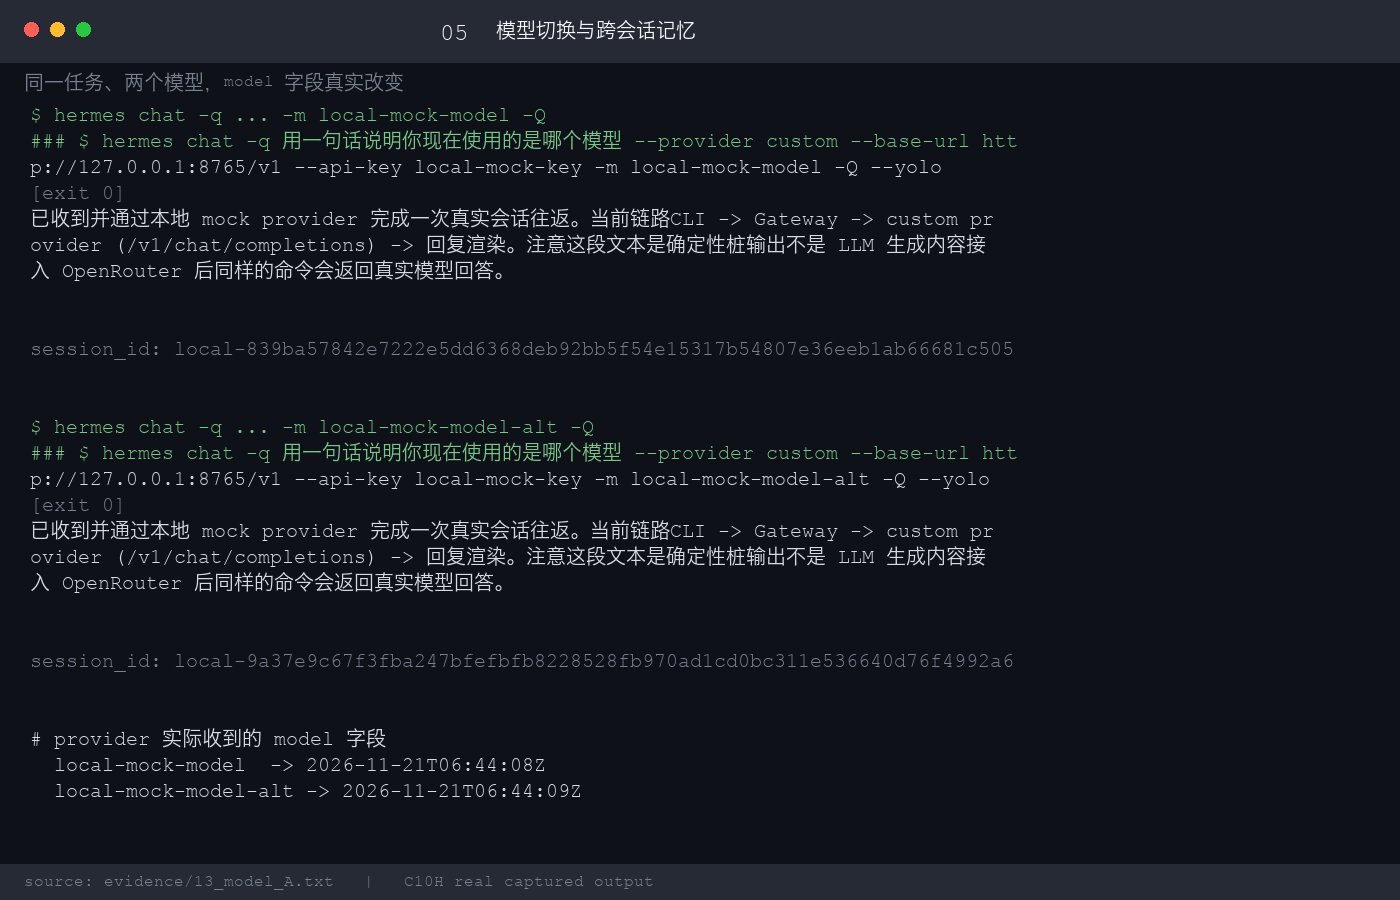 05 模型切换与跨会话记忆
同一任务、两个模型, model 字段真实改变
$ hermes chat -q ... -m local-mock-model -Q
### $ hermes chat -q 用一句话说明你现在使用的是哪个模型 --provider custom --base-url htt
p://127.0.0.1:8765/v1 --api-key local-mock-key -m local-mock-model -Q --yolo
[exit 0]
已收到并通过本地 mock provider 完成一次真实会话往返。当前链路CLI -> Gateway -> custom pr
ovider (/v1/chat/completions) -> 回复渲染。注意这段文本是确定性桩输出不是 LLM 生成内容接
入 OpenRouter 后同样的命令会返回真实模型回答。
session_id: local-839ba57842e7222e5dd6368deb92bb5f54e15317b54807e36eeb1ab66681c505
$ hermes chat -q ... -m local-mock-model-alt -Q
### $ hermes chat -q 用一句话说明你现在使用的是哪个模型 --provider custom --base-url htt
p://127.0.0.1:8765/v1 --api-key local-mock-key -m local-mock-model-alt -Q --yolo
[exit 0]
已收到并通过本地 mock provider 完成一次真实会话往返。当前链路CLI -> Gateway -> custom pr
ovider (/v1/chat/completions) -> 回复渲染。注意这段文本是确定性桩输出不是 LLM 生成内容接
入 OpenRouter 后同样的命令会返回真实模型回答。
session_id: local-9a37e9c67f3fba247bfefbfb8228528fb970ad1cd0bc311e536640d76f4992a6
# provider 实际收到的 model 字段
local-mock-model -> 2026-11-21T06:44:08Z
local-mock-model-alt -> 2026-11-21T06:44:09Z
source: evidence/13_model_A.txt | C10H real captured output